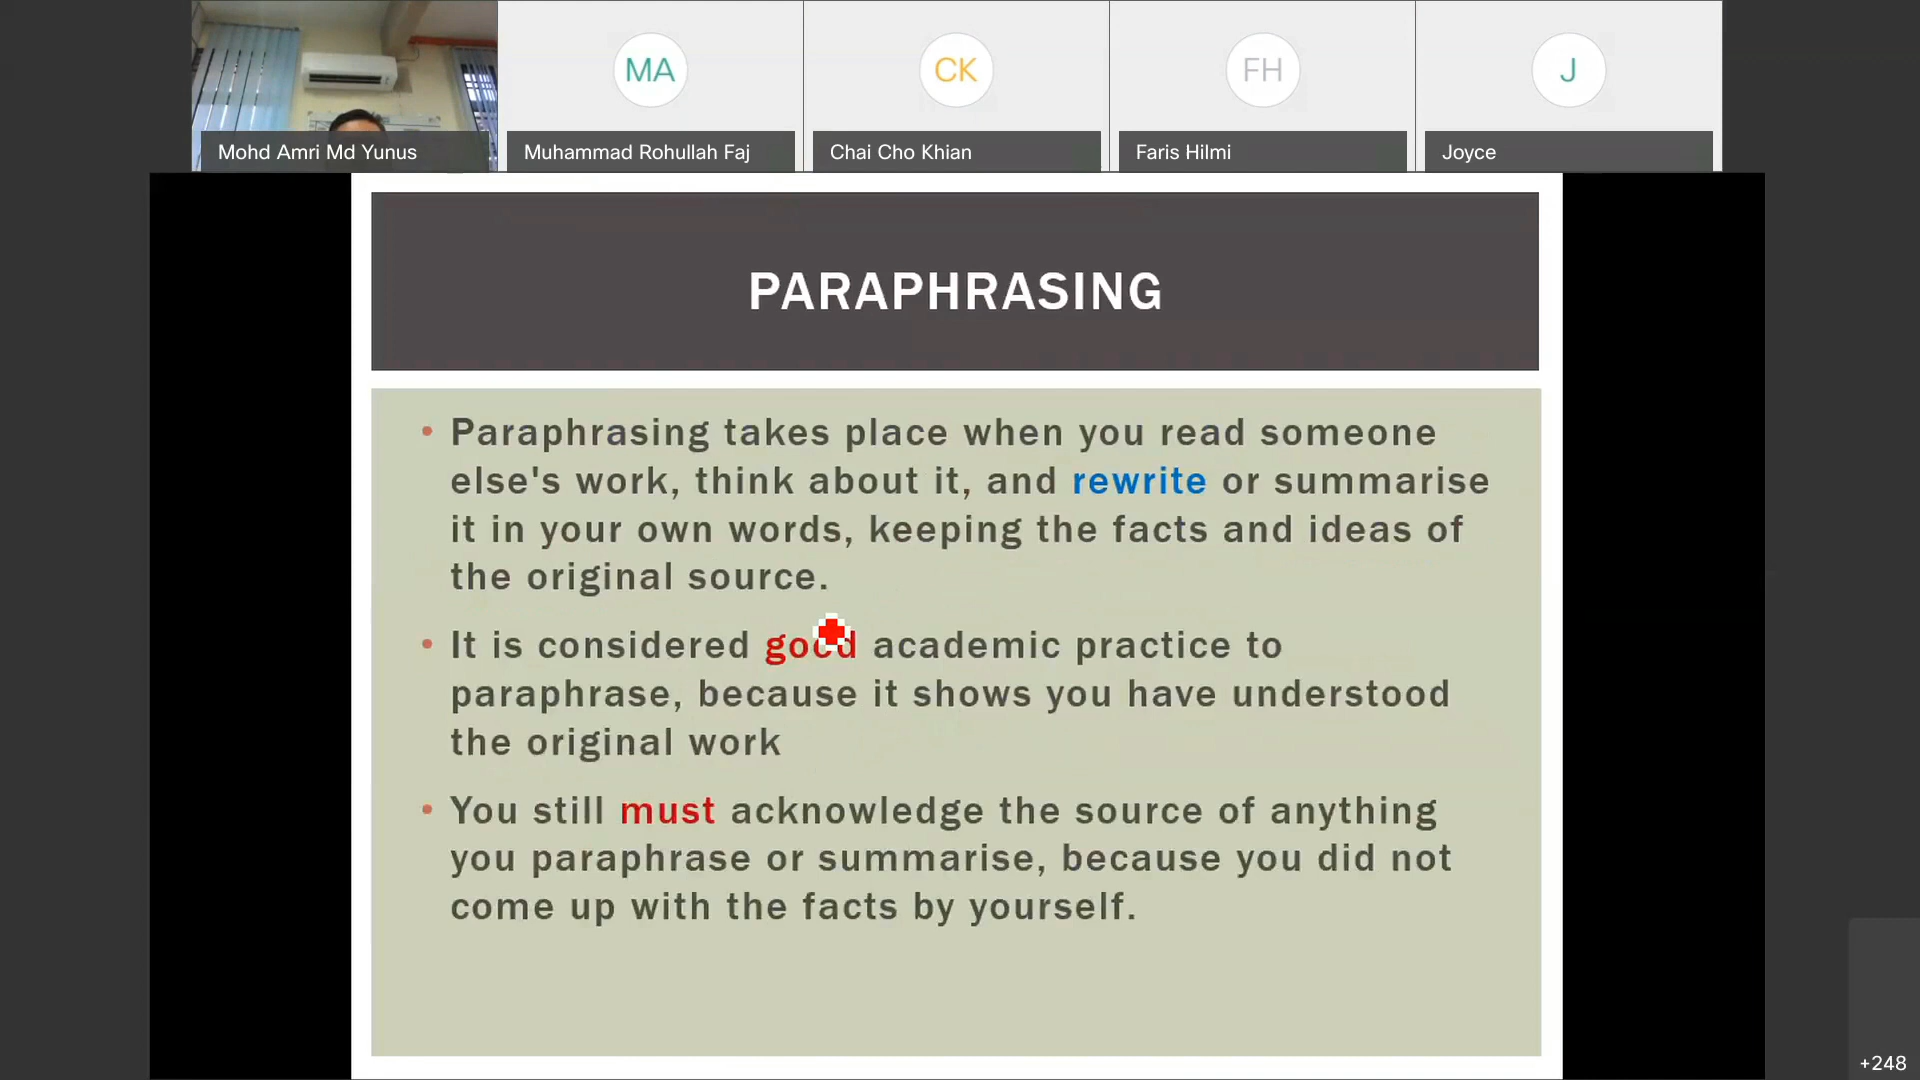 MA
CK
FH
J
Mohd Amri Md Yunus
Muhammad Rohullah Faj
Chai Cho Khian
Faris Hilmi
Joyce
PARAPHRASING
• Paraphrasing takes place when you read someone
else's work, think about it, and rewrite or summarise
it in your own words, keeping the facts and ideas of
the original source.
• It is considered good academic practice to
paraphrase, because it shows you have understood
the original work
• You still must acknowledge the source of anything
you paraphrase or summarise, because you did not
come up with the facts by yourself.
+248